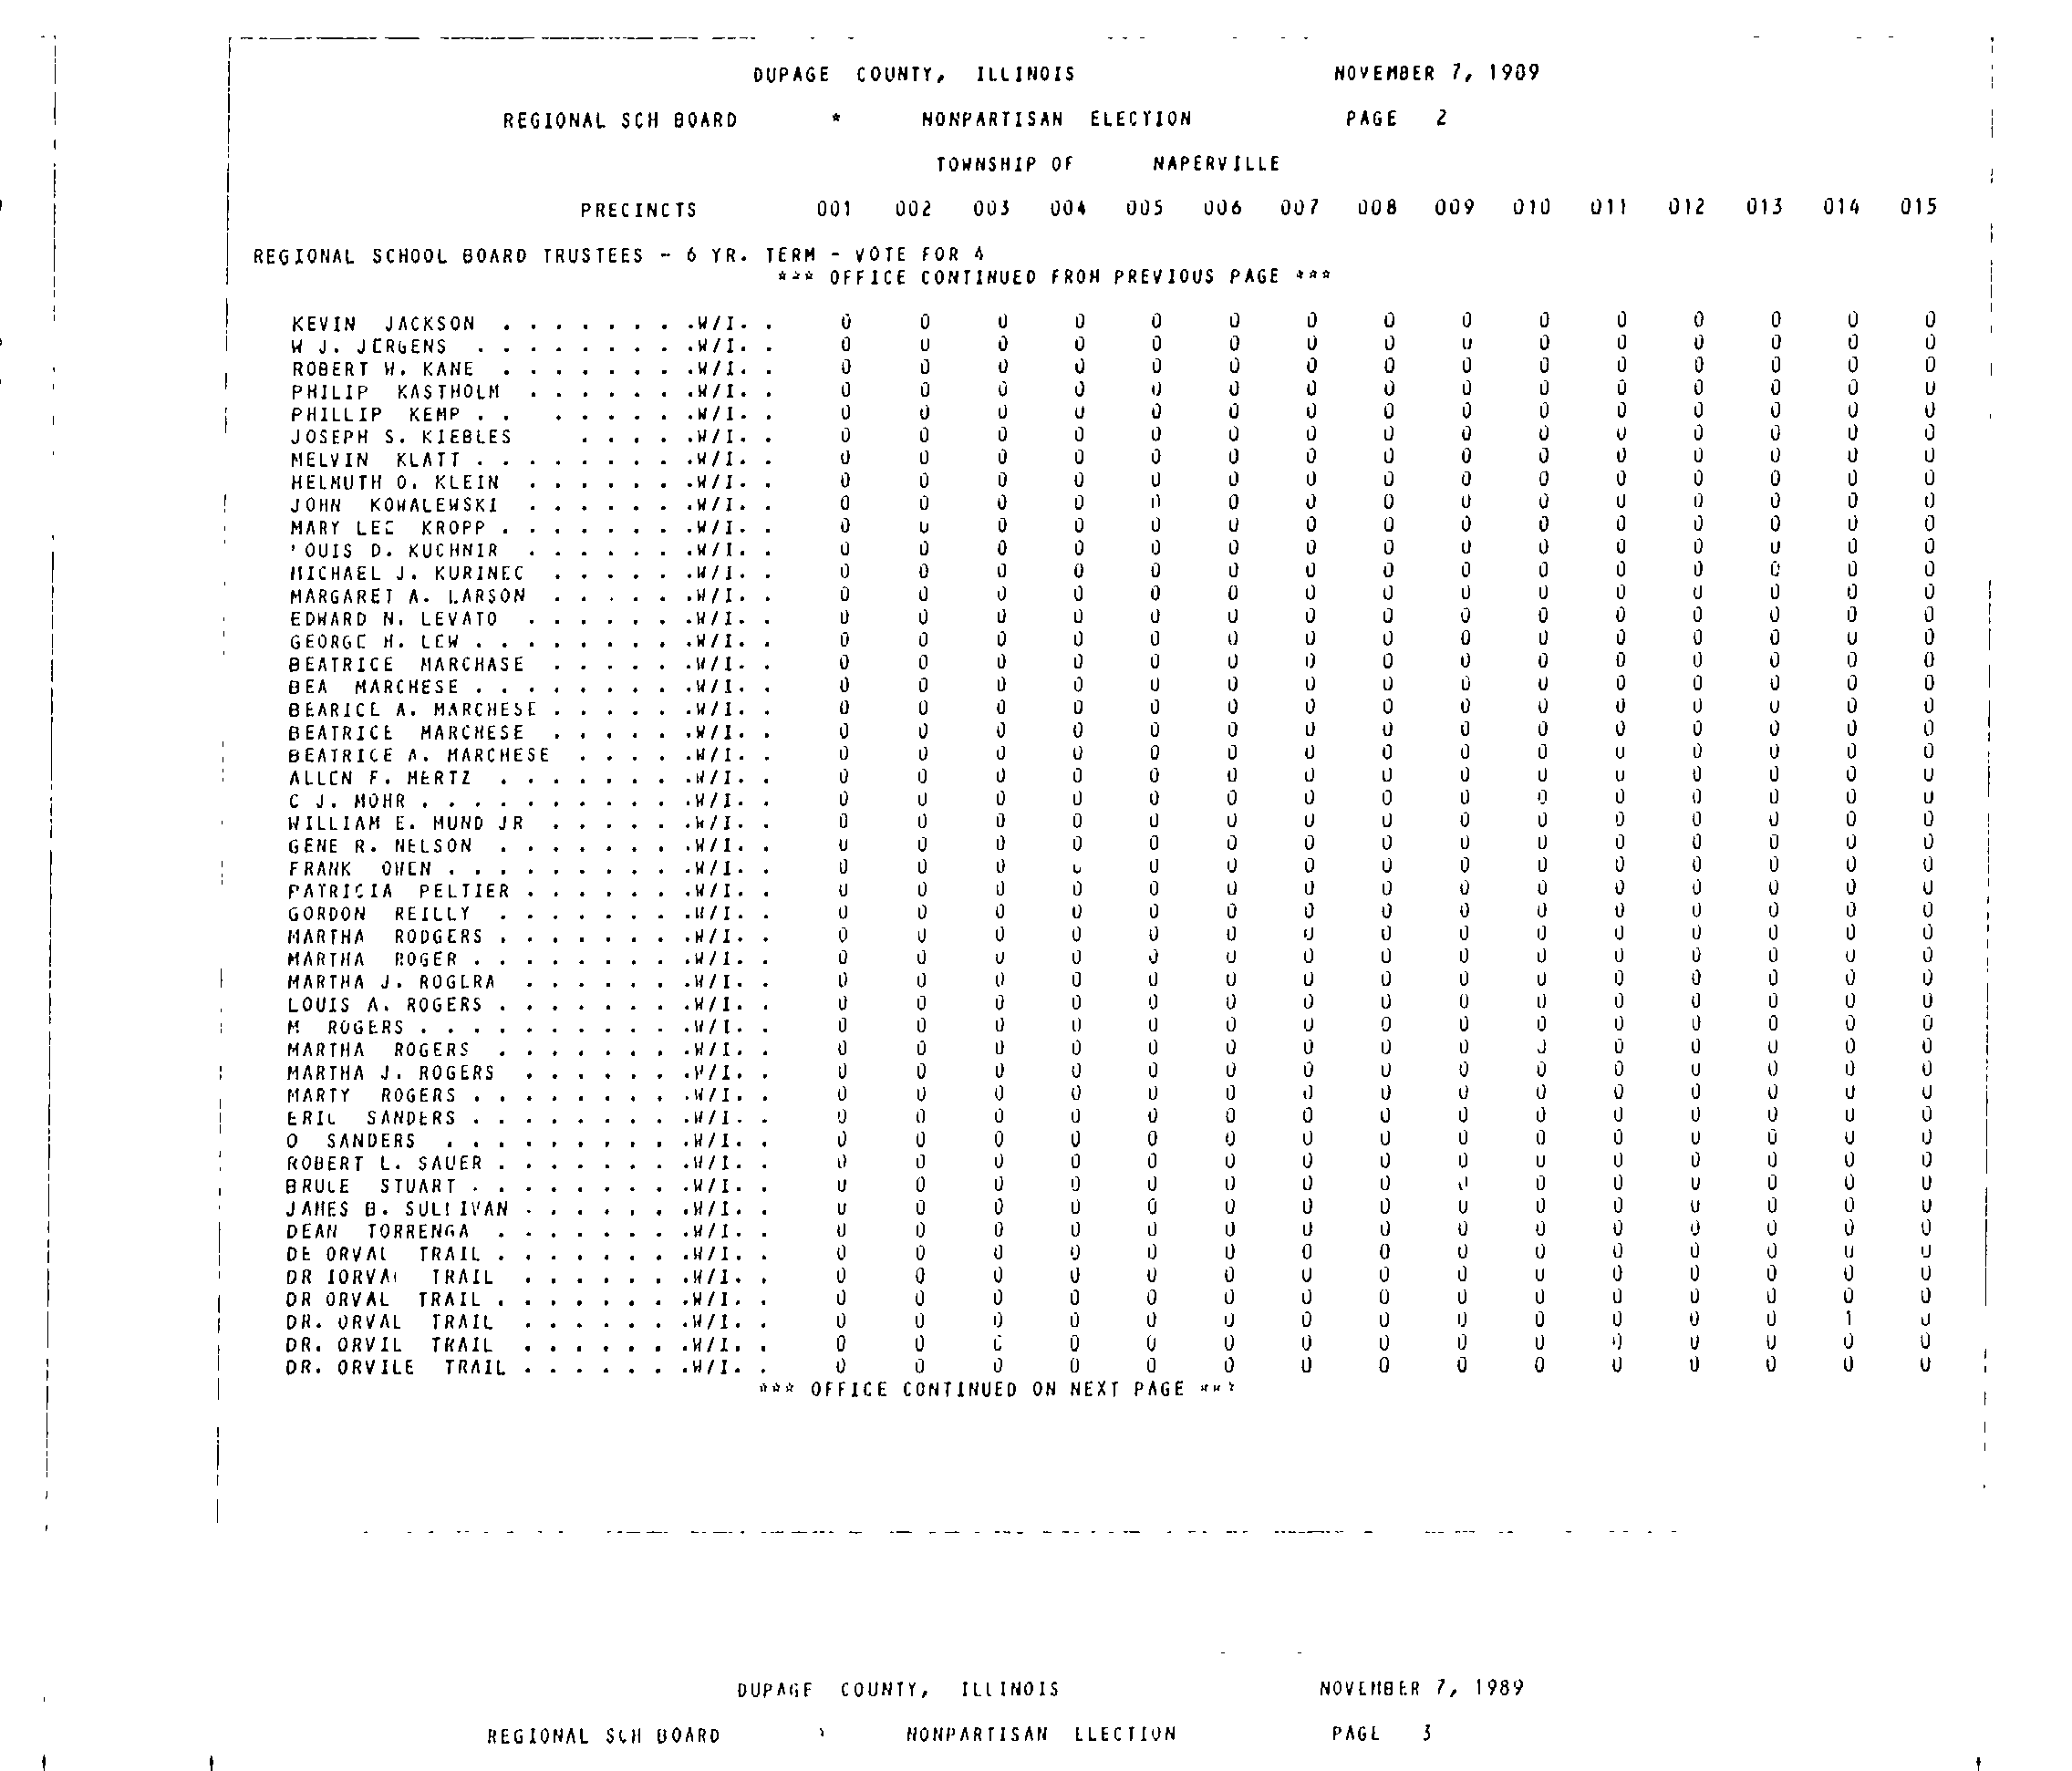 DUPAGE COUNTY, ILLINOIS NOVEMBER 7, 1989
REGIONAL SCH BOARD * NONPARTISAN ELECTION PAGE 2
TOWNSHIP OF NAPERVILLE
PRECINCTS 001 002 003 004 005 006 007 008 009 010 011 012 013 014 015
REGIONAL SCHOOL BOARD TRUSTEES - 6 YR. TERM - VOTE FOR 4
*** OFFICE CONTINUED FROM PREVIOUS PAGE ***
KEVIN JACKSON . . . . . . . .W/I. . 0 0 0 0 0 0 0 0 0 0 0 0 0 0 0
W J. JERGENS . . . . . . . . .W/I. . 0 0 0 0 0 0 0 0 0 0 0 0 0 0 0
ROBERT W. KANE . . . . . . . .W/I. . 0 0 0 0 0 0 0 0 0 0 0 0 0 0 0
PHILIP KASTHOLM . . . . . . .W/I. . 0 0 0 0 0 0 0 0 0 0 0 0 0 0 0
PHILLIP KEMP . . . . . . . .W/I. . 0 0 0 0 0 0 0 0 0 0 0 0 0 0 0
JOSEPH S. KIEBLES . . . . .W/I. . 0 0 0 0 0 0 0 0 0 0 0 0 0 0 0
MELVIN KLATT . . . . . . . . .W/I. . 0 0 0 0 0 0 0 0 0 0 0 0 0 0 0
HELMUTH O. KLEIN . . . . . . .W/I. . 0 0 0 0 0 0 0 0 0 0 0 0 0 0 0
JOHN KOWALEWSKI . . . . . . .W/I. . 0 0 0 0 0 0 0 0 0 0 0 0 0 0 0
MARY LEE KROPP . . . . . . . .W/I. . 0 0 0 0 0 0 0 0 0 0 0 0 0 0 0
'OUIS D. KUCHNIR . . . . . . .W/I. . 0 0 0 0 0 0 0 0 0 0 0 0 0 0 0
MICHAEL J. KURINEC . . . . . .W/I. . 0 0 0 0 0 0 0 0 0 0 0 0 0 0 0
MARGARET A. LARSON . . . . . .W/I. . 0 0 0 0 0 0 0 0 0 0 0 0 0 0 0
EDWARD N. LEVATO . . . . . . .W/I. . 0 0 0 0 0 0 0 0 0 0 0 0 0 0 0
GEORGE H. LEW . . . . . . . . .W/I. . 0 0 0 0 0 0 0 0 0 0 0 0 0 0 0
BEATRICE MARCHASE . . . . . .W/I. . 0 0 0 0 0 0 0 0 0 0 0 0 0 0 0
BEA MARCHESE . . . . . . . . .W/I. . 0 0 0 0 0 0 0 0 0 0 0 0 0 0 0
BEARICE A. MARCHESE . . . . . .W/I. . 0 0 0 0 0 0 0 0 0 0 0 0 0 0 0
BEATRICE MARCHESE . . . . . .W/I. . 0 0 0 0 0 0 0 0 0 0 0 0 0 0 0
BEATRICE A. MARCHESE . . . . .W/I. . 0 0 0 0 0 0 0 0 0 0 0 0 0 0 0
ALLEN F. MERTZ . . . . . . . .W/I. . 0 0 0 0 0 0 0 0 0 0 0 0 0 0 0
C J. MOHR . . . . . . . . . . .W/I. . 0 0 0 0 0 0 0 0 0 0 0 0 0 0 0
WILLIAM E. MUND JR . . . . . .W/I. . 0 0 0 0 0 0 0 0 0 0 0 0 0 0 0
GENE R. NELSON . . . . . . . .W/I. . 0 0 0 0 0 0 0 0 0 0 0 0 0 0 0
FRANK OWEN . . . . . . . . . .W/I. . 0 0 0 0 0 0 0 0 0 0 0 0 0 0 0
PATRICIA PELTIER . . . . . . .W/I. . 0 0 0 0 0 0 0 0 0 0 0 0 0 0 0
GORDON REILLY . . . . . . . .W/I. . 0 0 0 0 0 0 0 0 0 0 0 0 0 0 0
MARTHA RODGERS . . . . . . . .W/I. . 0 0 0 0 0 0 0 0 0 0 0 0 0 0 0
MARTHA ROGER . . . . . . . . .W/I. . 0 0 0 0 0 0 0 0 0 0 0 0 0 0 0
MARTHA J. ROGERA . . . . . . .W/I. . 0 0 0 0 0 0 0 0 0 0 0 0 0 0 0
LOUIS A. ROGERS . . . . . . . .W/I. . 0 0 0 0 0 0 0 0 0 0 0 0 0 0 0
M ROGERS . . . . . . . . . . .W/I. . 0 0 0 0 0 0 0 0 0 0 0 0 0 0 0
MARTHA ROGERS . . . . . . . .W/I. . 0 0 0 0 0 0 0 0 0 0 0 0 0 0 0
MARTHA J. ROGERS . . . . . . .W/I. . 0 0 0 0 0 0 0 0 0 0 0 0 0 0 0
MARTY ROGERS . . . . . . . . .W/I. . 0 0 0 0 0 0 0 0 0 0 0 0 0 0 0
ERIC SANDERS . . . . . . . . .W/I. . 0 0 0 0 0 0 0 0 0 0 0 0 0 0 0
O SANDERS . . . . . . . . . .W/I. . 0 0 0 0 0 0 0 0 0 0 0 0 0 0 0
ROBERT L. SAUER . . . . . . . .W/I. . 0 0 0 0 0 0 0 0 0 0 0 0 0 0 0
BRUCE STUART . . . . . . . . .W/I. . 0 0 0 0 0 0 0 0 0 0 0 0 0 0 0
JAMES B. SULLIVAN . . . . . . .W/I. . 0 0 0 0 0 0 0 0 0 0 0 0 0 0 0
DEAN TORRENGA . . . . . . . .W/I. . 0 0 0 0 0 0 0 0 0 0 0 0 0 0 0
DE ORVAL TRAIL . . . . . . . .W/I. . 0 0 0 0 0 0 0 0 0 0 0 0 0 0 0
DR IORVAL TRAIL . . . . . . .W/I. . 0 0 0 0 0 0 0 0 0 0 0 0 0 0 0
DR ORVAL TRAIL . . . . . . . .W/I. . 0 0 0 0 0 0 0 0 0 0 0 0 0 0 0
DR. ORVAL TRAIL . . . . . . .W/I. . 0 0 0 0 0 0 0 0 0 0 0 0 0 1 0
DR. ORVIL TRAIL . . . . . . .W/I. . 0 0 0 0 0 0 0 0 0 0 0 0 0 0 0
DR. ORVILE TRAIL . . . . . . .W/I. . 0 0 0 0 0 0 0 0 0 0 0 0 0 0 0
*** OFFICE CONTINUED ON NEXT PAGE ***
DUPAGE COUNTY, ILLINOIS NOVEMBER 7, 1989
REGIONAL SCH BOARD * NONPARTISAN ELECTION PAGE 3